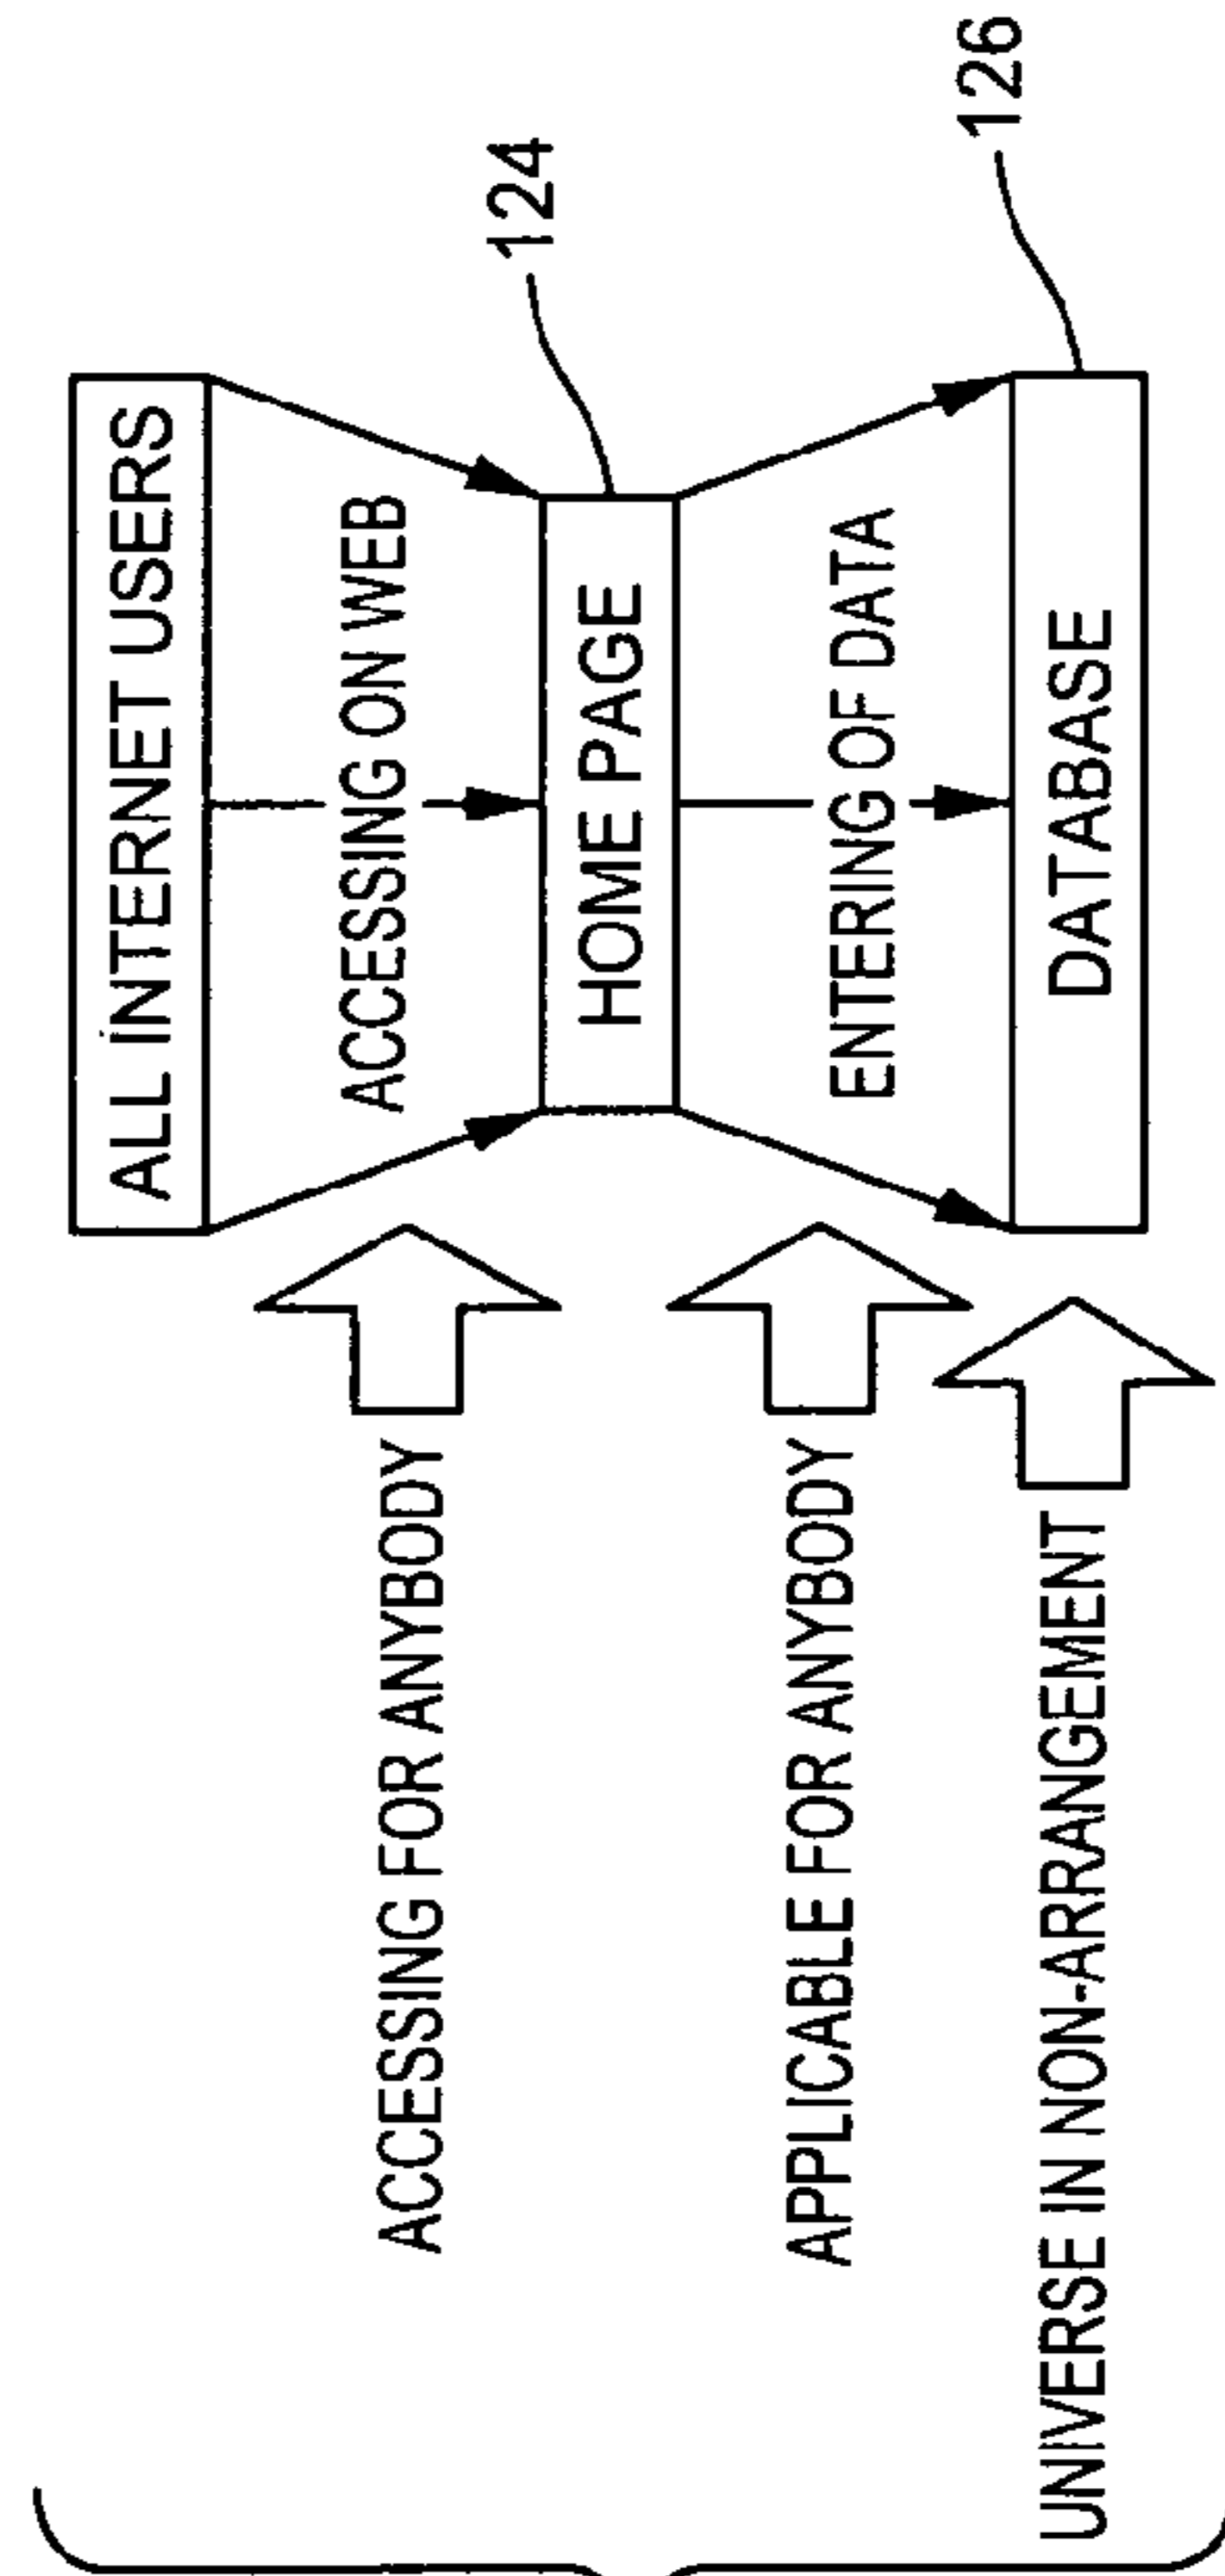 ALL INTERNET USERS
ACCESSING ON WEB
ACCESSING FOR ANYBODY
124
HOME PAGE
ENTERING OF DATA
APPLICABLE FOR ANYBODY
126
DATABASE
UNIVERSE IN NON-ARRANGEMENT